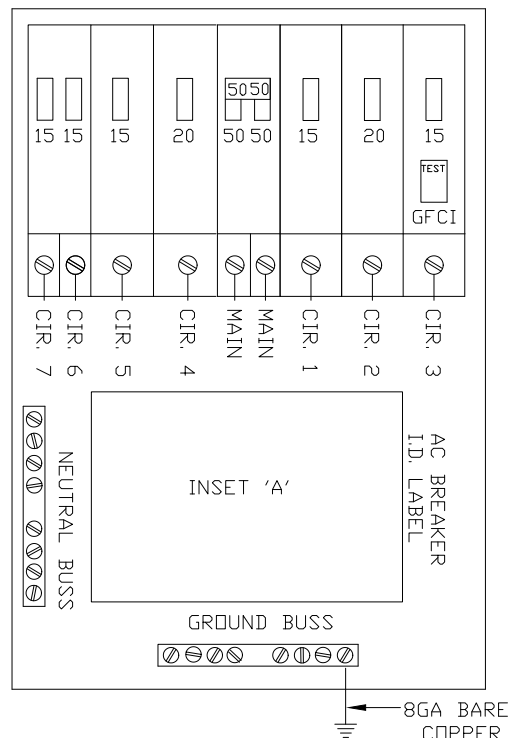 50 50
15 15 15 20 50 50 15 20 15
TEST
GFCI
CIR. 7
CIR. 6
CIR. 5
CIR. 4
MAIN
MAIN
CIR. 1
CIR. 2
CIR. 3
NEUTRAL BUSS
INSET 'A'
AC BREAKER
I.D. LABEL
GROUND BUSS
8GA BARE
COPPER